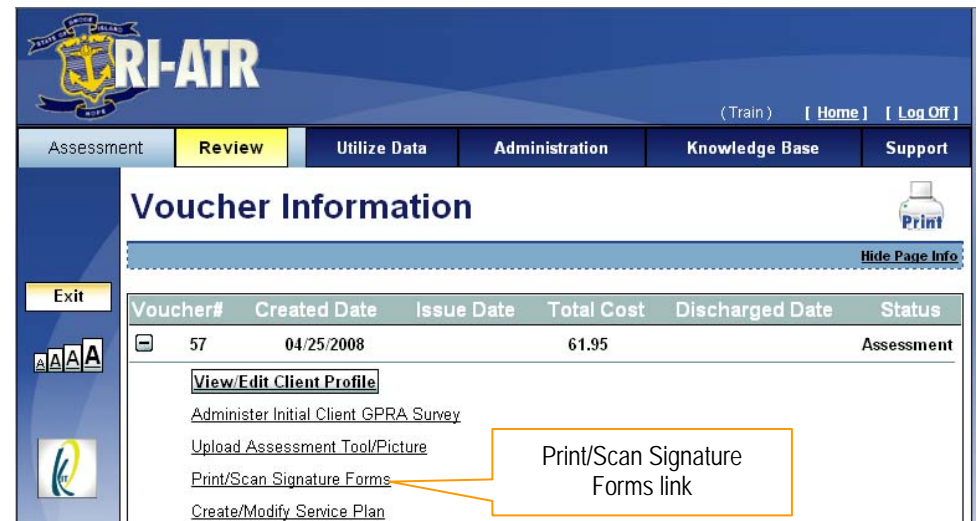 RI-ATR
(Train) [ Home ] [ Log Off ]
Assessment Review Utilize Data Administration Knowledge Base Support
Voucher Information
Print
Hide Page Info
Exit
Voucher# Created Date Issue Date Total Cost Discharged Date Status
57 04/25/2008 61.95 Assessment
AAAA
View/Edit Client Profile
Administer Initial Client GPRA Survey
Upload Assessment Tool/Picture
Print/Scan Signature Forms
Create/Modify Service Plan
Print/Scan Signature
Forms link